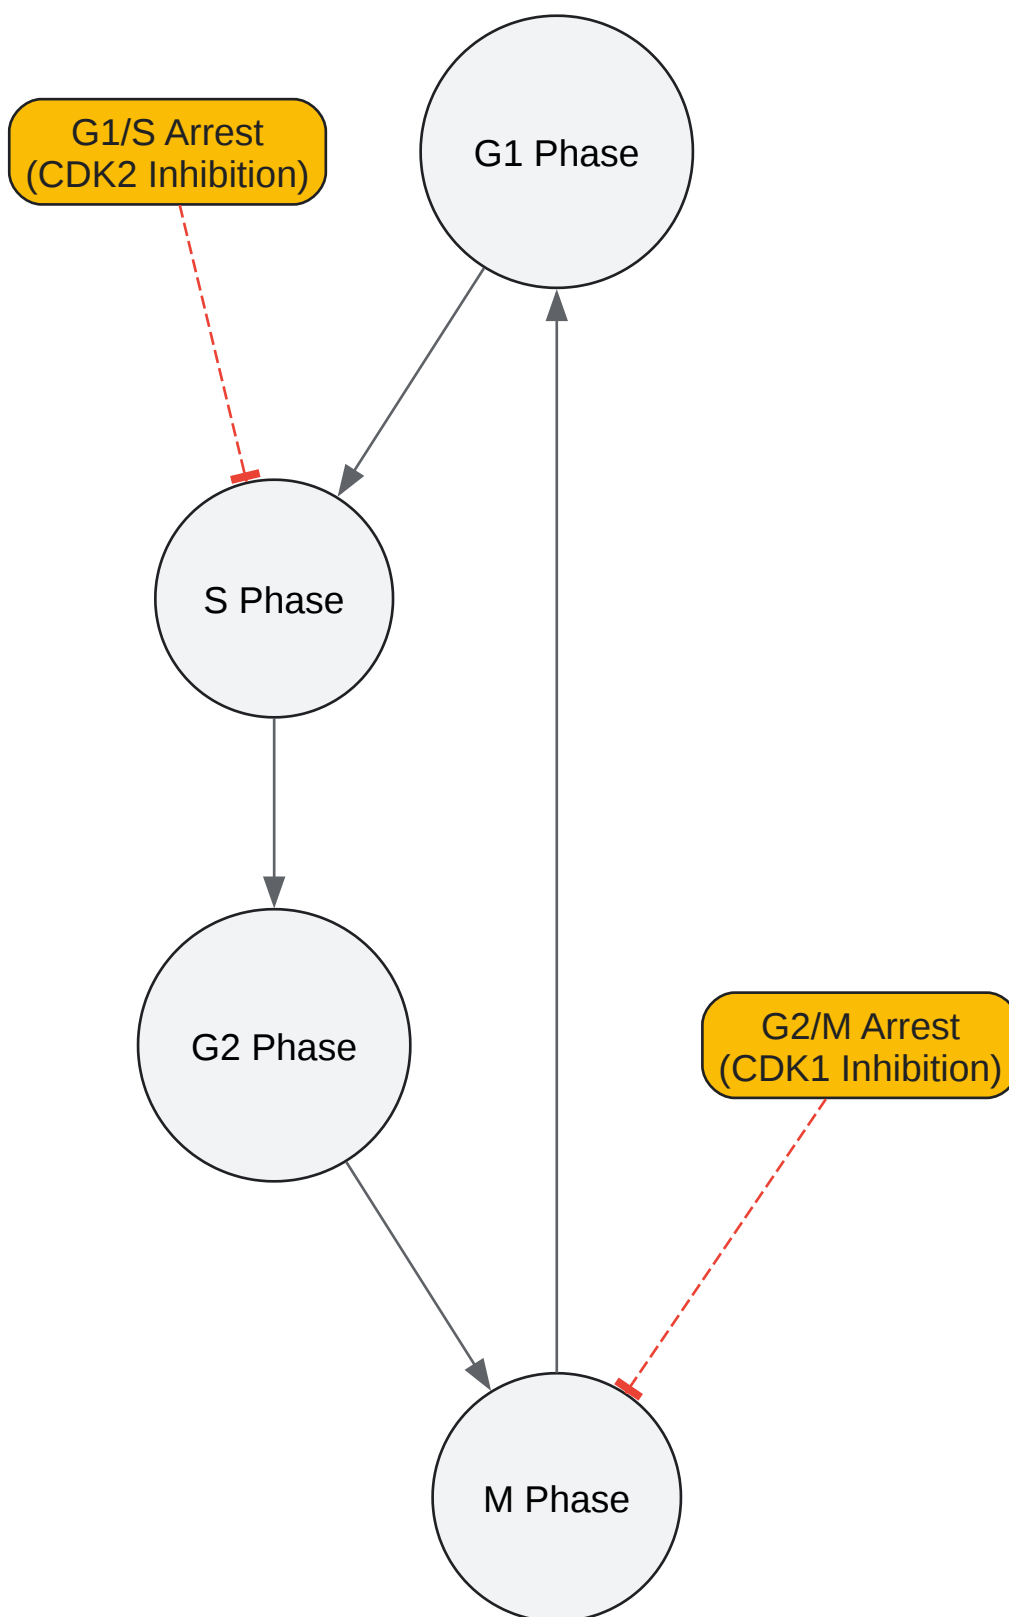 G1/S Arrest
(CDK2 Inhibition)
G1 Phase
S Phase
G2 Phase
G2/M Arrest
(CDK1 Inhibition)
M Phase